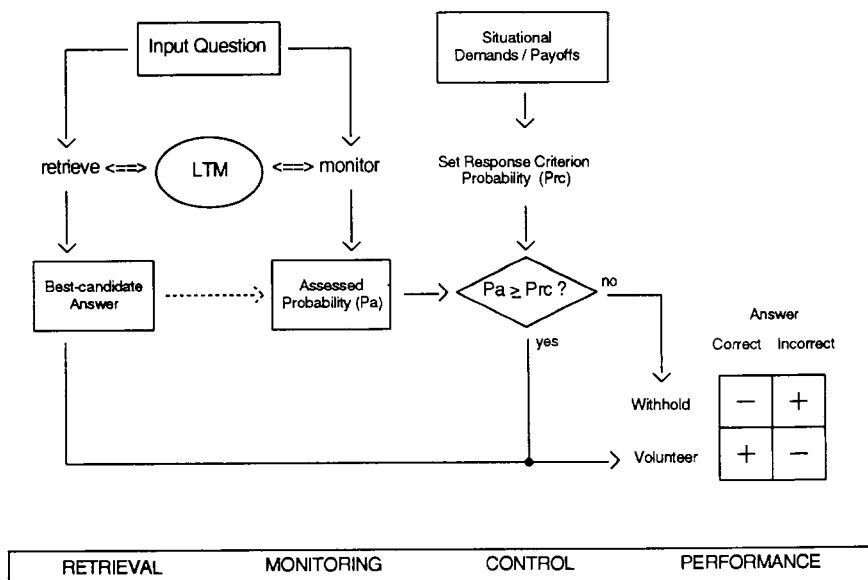 Input Question
Situational
Demands / Payoffs
retrieve <==> LTM <==> monitor
Set Response Criterion
Probability (Prc)
Best-candidate
Answer
Assessed
Probability (Pa)
Pa ≥ Prc ?
no
yes
Answer
Correct Incorrect
Withhold − +
Volunteer + −
RETRIEVAL MONITORING CONTROL PERFORMANCE